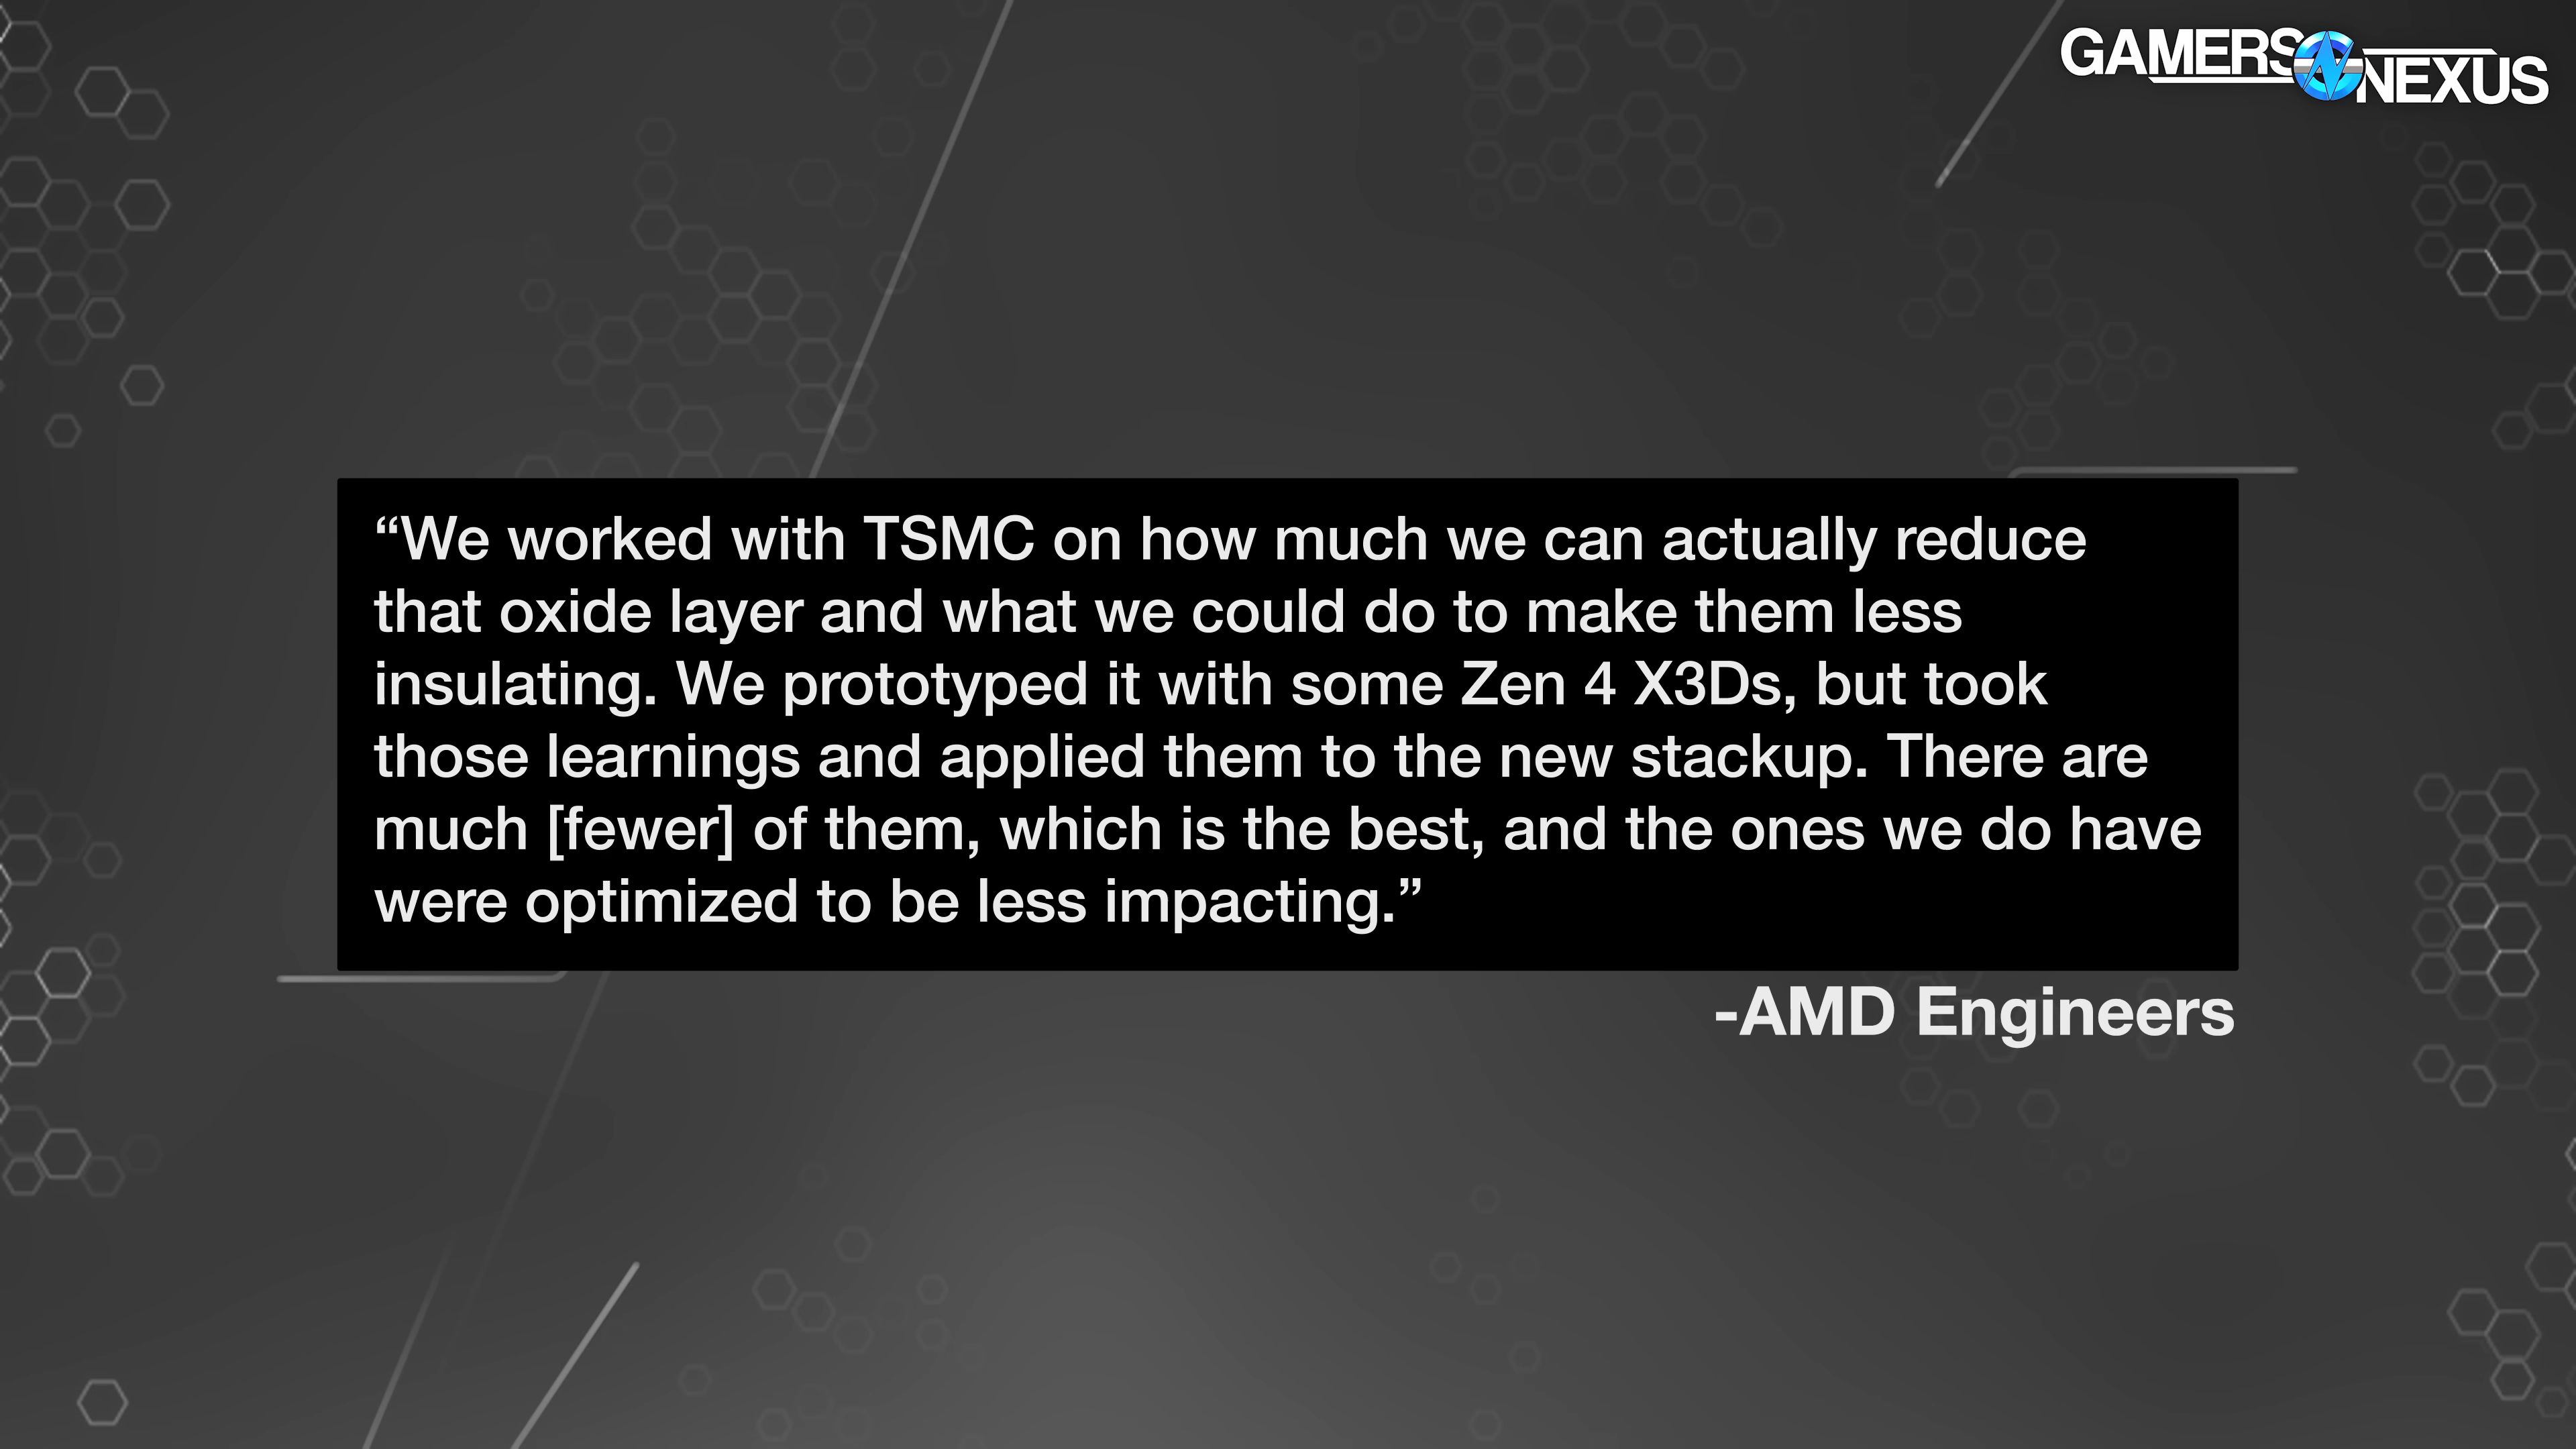 GAMERS NEXUS
“We worked with TSMC on how much we can actually reduce
that oxide layer and what we could do to make them less
insulating. We prototyped it with some Zen 4 X3Ds, but took
those learnings and applied them to the new stackup. There are
much [fewer] of them, which is the best, and the ones we do have
were optimized to be less impacting.”
-AMD Engineers